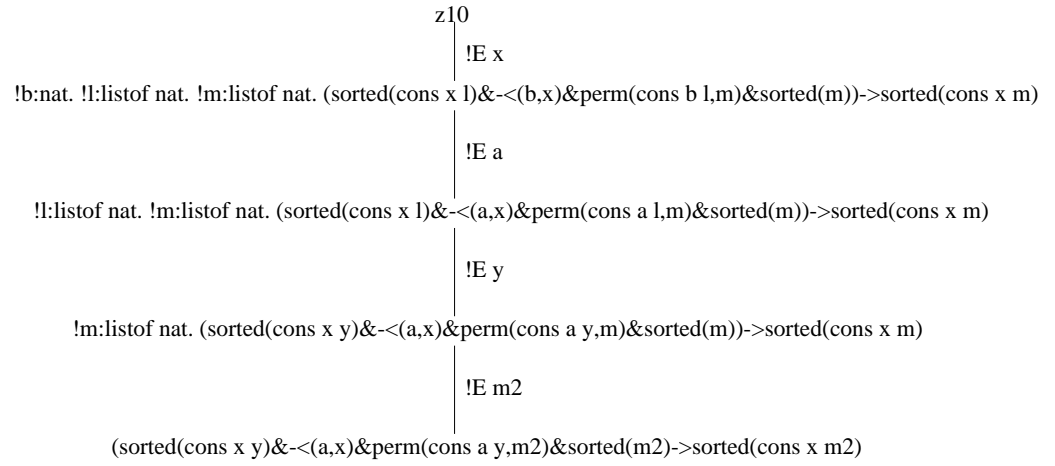 z10
!E x
!b:nat. !l:listof nat. !m:listof nat. (sorted(cons x l)&-<(b,x)&perm(cons b l,m)&sorted(m))->sorted(cons x m)
!E a
!l:listof nat. !m:listof nat. (sorted(cons x l)&-<(a,x)&perm(cons a l,m)&sorted(m))->sorted(cons x m)
!E y
!m:listof nat. (sorted(cons x y)&-<(a,x)&perm(cons a y,m)&sorted(m))->sorted(cons x m)
!E m2
(sorted(cons x y)&-<(a,x)&perm(cons a y,m2)&sorted(m2)->sorted(cons x m2)